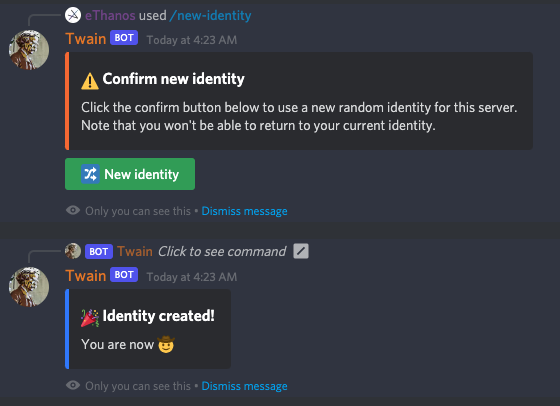 eThanos used /new-identity
Twain BOT Today at 4:23 AM
⚠️ Confirm new identity
Click the confirm button below to use a new random identity for this server.
Note that you won't be able to return to your current identity.
🔀 New identity
Only you can see this • Dismiss message
BOT Twain Click to see command
Twain BOT Today at 4:23 AM
🎉 Identity created!
You are now 🤠
Only you can see this • Dismiss message